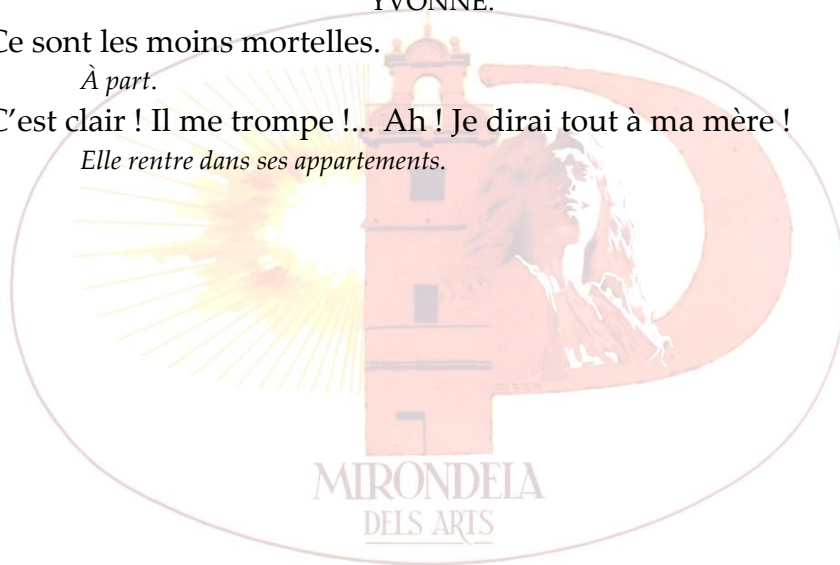 YVONNE.
Ce sont les moins mortelles.
À part.
C'est clair ! Il me trompe !... Ah ! Je dirai tout à ma mère !
Elle rentre dans ses appartements.
MIRONDELA
DELS ARTS